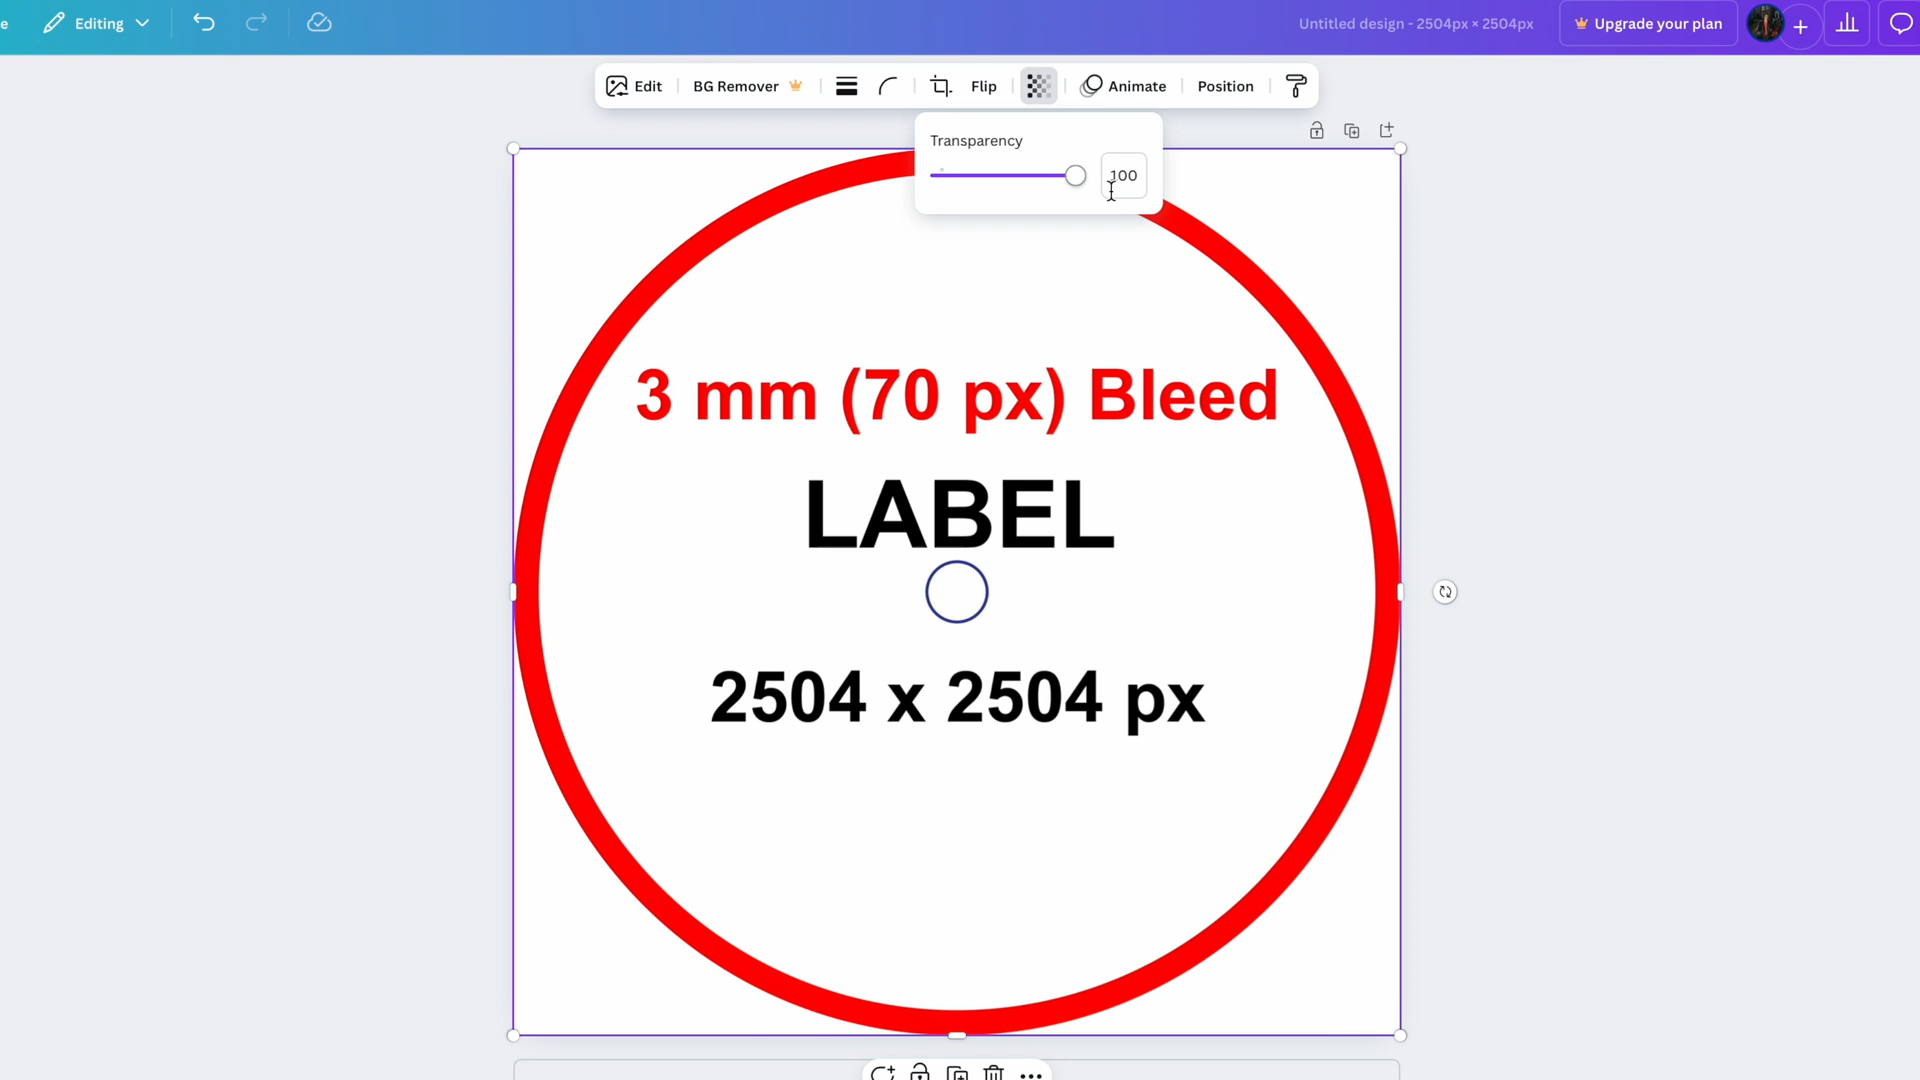 e
Editing
Untitled design - 2504px × 2504px
Upgrade your plan
Edit
BG Remover
Flip
Animate
Position
Transparency
100
3 mm (70 px) Bleed
LABEL
2504 x 2504 px